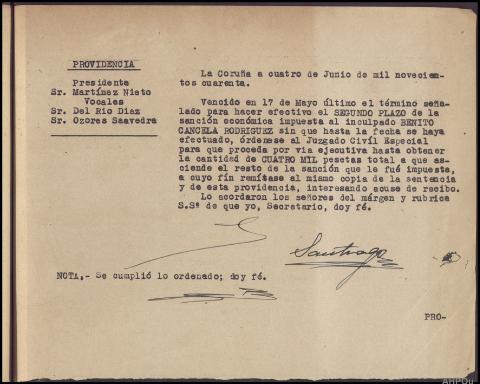 PROVIDENCIA
Presidente
Sr. Martínez Nieto
Vocales
Sr. Del Rio Diaz
Sr. Ozores Saavedra
La Coruña a cuatro de Junio de mil novecien-
tos cuarenta.
Vencido en 17 de Mayo último el término seña-
lado para hacer efectivo el SEGUNDO PLAZO de la
sanción económica impuesta al inculpado BENITO
CANCELA RODRIGUEZ sin que hasta la fecha se haya
efectuado, órdenese al Juzgado Civil Especial
para que proceda por via ejecutiva hasta obtener
la cantidad de CUATRO MIL pesetas total a que as-
ciende el resto de la sanción que le fué impuesta,
a cuyo fín remítase al mismo copia de la sentencia
y de esta providencia, interesando acuse de recibo.
Lo acordaron los señores del márgen y rubrica
S.Sª de que yo, Secretario, doy fé.
Santiago
NOTA,- Se cumplió lo ordenado; doy fé.
PRO-
AHPOu